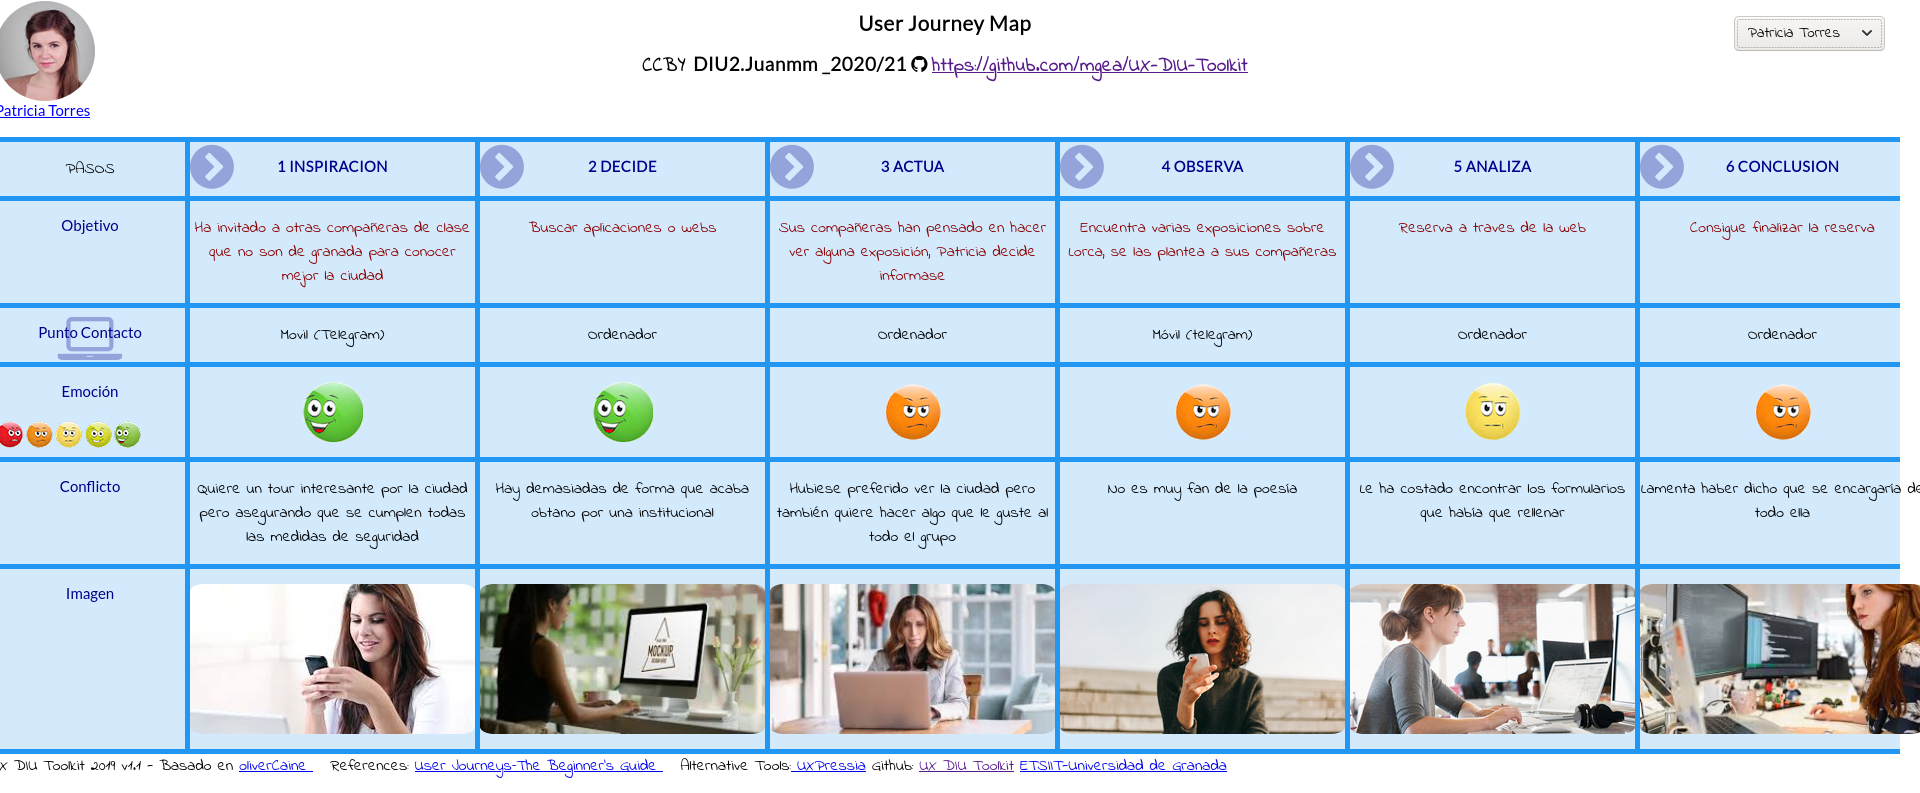 User Journey Map
Patricia Torres
CCBY DIU2.Juanmm _2020/21 https://github.com/mgea/UX-DIU-Toolkit
Patricia Torres
PASOS
1 INSPIRACION
2 DECIDE
3 ACTUA
4 OBSERVA
5 ANALIZA
6 CONCLUSION
Objetivo
Ha invitado a otras compañeras de clase
que no son de granada para conocer
mejor la ciudad
Buscar aplicaciones o webs
Sus compañeras han pensado en hacer
ver alguna exposición, Patricia decide
informase
Encuentra varias exposiciones sobre
Lorca, se las plantea a sus compañeras
Reserva a traves de la web
Consigue finalizar la reserva
Punto Contacto
Movil (Telegram)
Ordenador
Ordenador
Móvil (telegram)
Ordenador
Ordenador
Emoción
Conflicto
Quiere un tour interesante por la ciudad
pero asegurando que se cumplen todas
las medidas de seguridad
Hay demasiadas de forma que acaba
obtano por una institucional
Hubiese preferido ver la ciudad pero
también quiere hacer algo que le guste al
todo el grupo
No es muy fan de la poesía
Le ha costado encontrar los formularios
que había que rellenar
Lamenta haber dicho que se encargaría de
todo ella
Imagen
MOCKUP
X DIU Toolkit 2019 v1.1 - Basado en oliverCaine References: User Journeys-The Beginner's Guide Alternative Tools: UXPressia Github: UX DIU Toolkit ETSIIT-Universidad de Granada